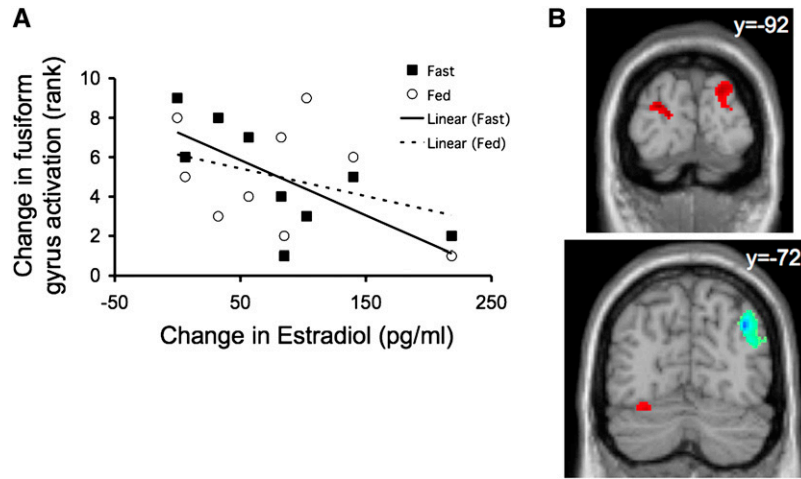 A
Change in fusiform
gyrus activation (rank)
10
8
6
4
2
0
-50
50
150
250
Change in Estradiol (pg/ml)
Fast
Fed
Linear (Fast)
Linear (Fed)
B
y=-92
y=-72